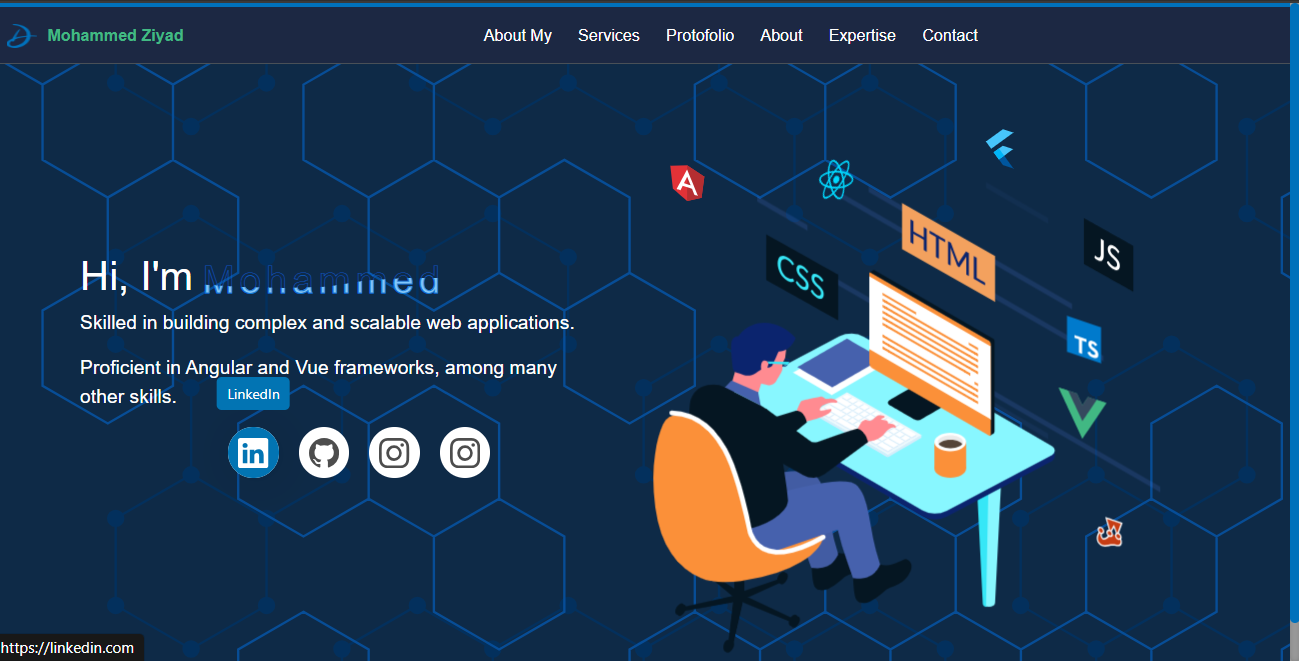 Mohammed Ziyad
About My Services Protofolio About Expertise Contact
Hi, I'm Mohammed
Skilled in building complex and scalable web applications.
Proficient in Angular and Vue frameworks, among many
other skills.
LinkedIn
in
A
HTML
JS
CSS
TS
https://linkedin.com